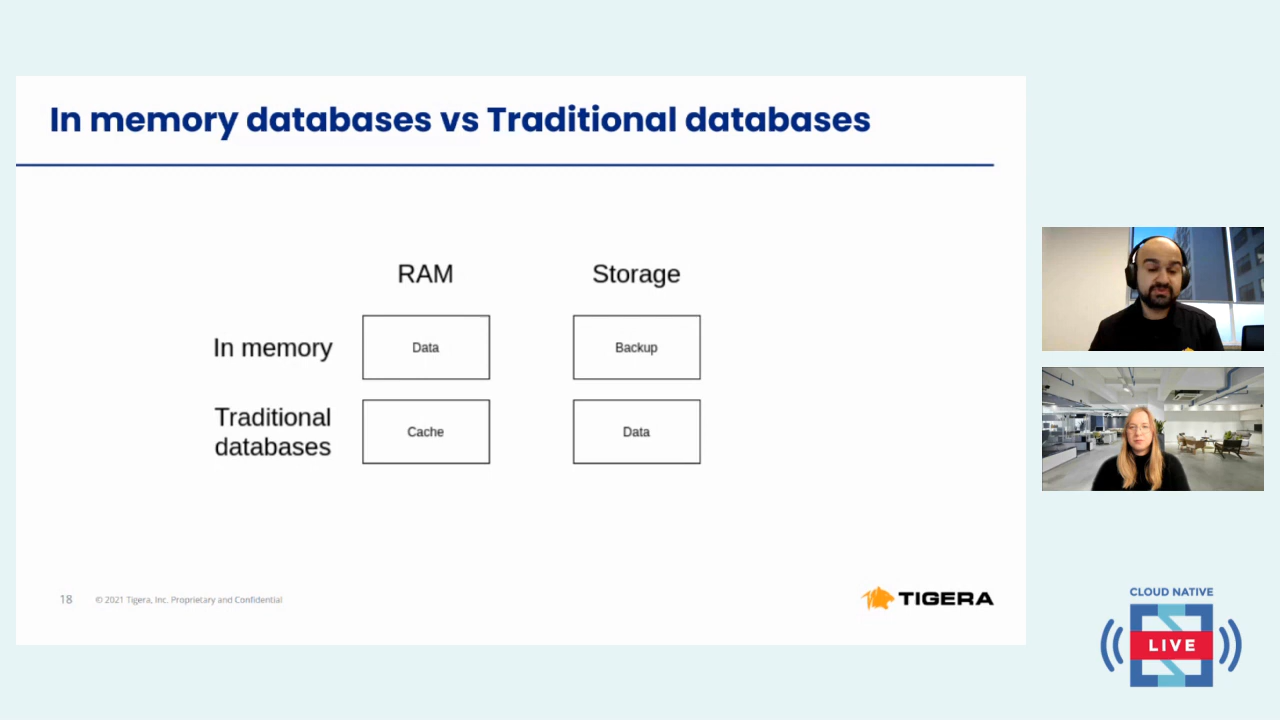 In memory databases vs Traditional databases
RAM Storage
In memory Data Backup
Traditional
databases Cache Data
18 © 2021 Tigera, Inc. Proprietary and Confidential TIGERA
CLOUD NATIVE
LIVE